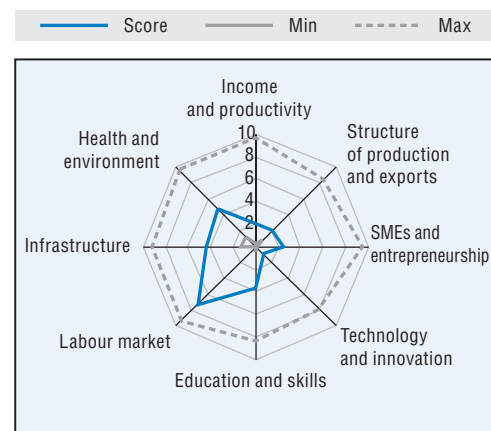 Score Min Max
Income
and productivity
Structure
of production
and exports
SMEs and
entrepreneurship
Technology
and innovation
Education and skills
Labour market
Infrastructure
Health and
environment
10
8
6
4
2
0